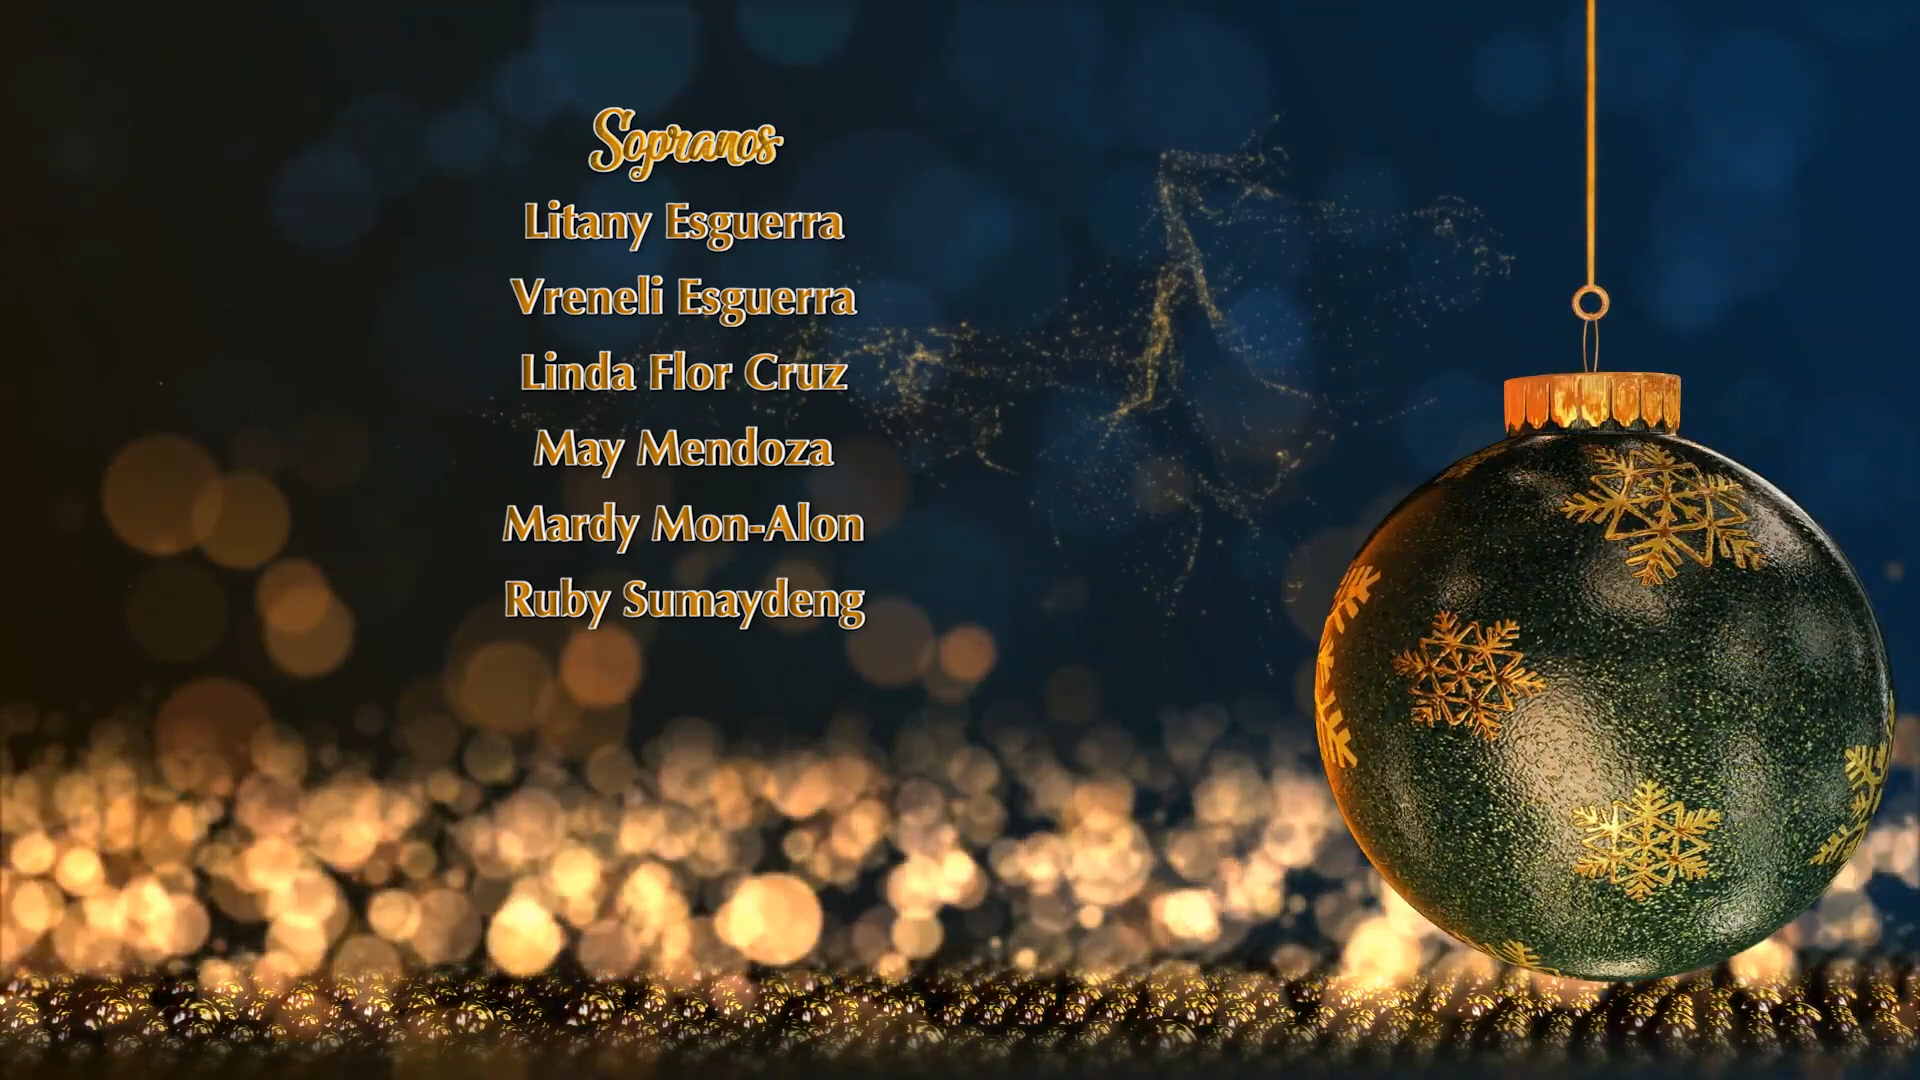 Sopranos
Litany Esguerra
Vreneli Esguerra
Linda Flor Cruz
May Mendoza
Mardy Mon-Alon
Ruby Sumaydeng